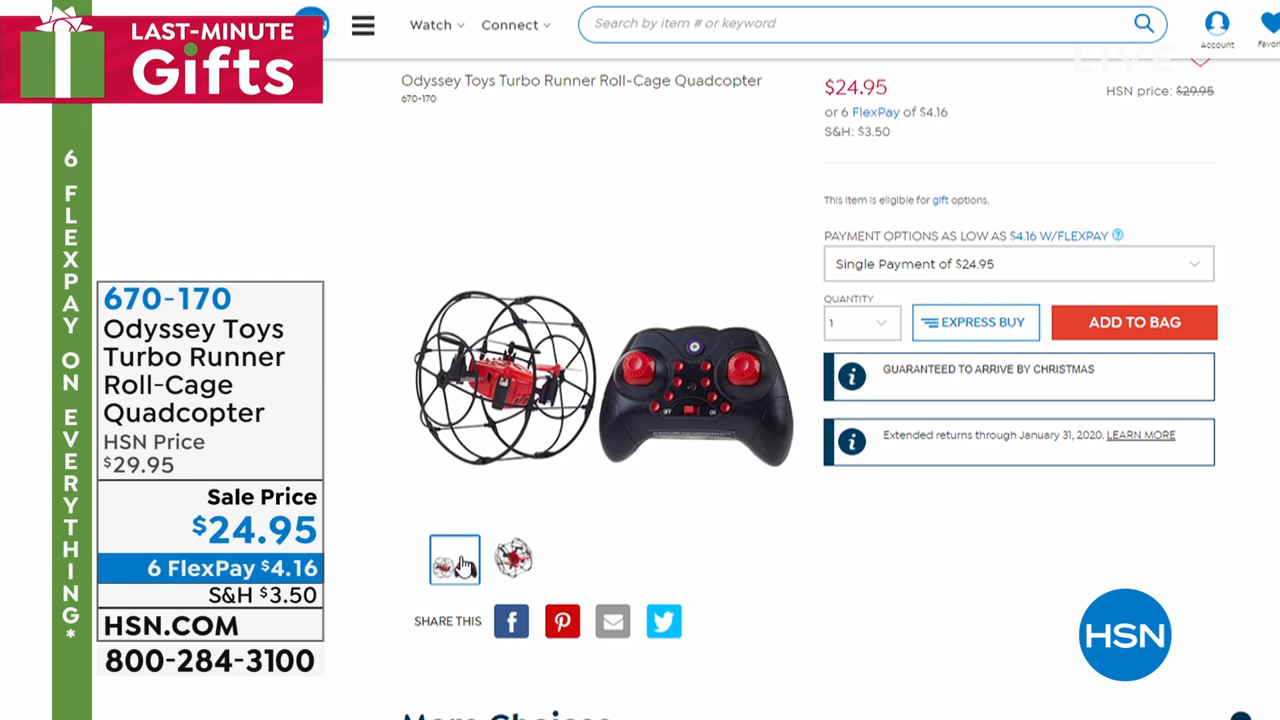 LAST-MINUTE
Gifts
6 FLEXPAY ON EVERYTHING*
670-170
Odyssey Toys
Turbo Runner
Roll-Cage
Quadcopter
HSN Price
$29.95
Sale Price
$24.95
6 FlexPay $4.16
S&H $3.50
HSN.COM
800-284-3100
Watch
Connect
Search by item # or keyword
Account
LIVE
Odyssey Toys Turbo Runner Roll-Cage Quadcopter
670-170
$24.95
HSN price: $29.95
or 6 FlexPay of $4.16
S&H: $3.50
This item is eligible for gift options.
PAYMENT OPTIONS AS LOW AS $4.16 W/FLEXPAY ?
Single Payment of $24.95
QUANTITY
1
EXPRESS BUY
ADD TO BAG
GUARANTEED TO ARRIVE BY CHRISTMAS
Extended returns through January 31, 2020. LEARN MORE
OFF
ON
SHARE THIS
HSN